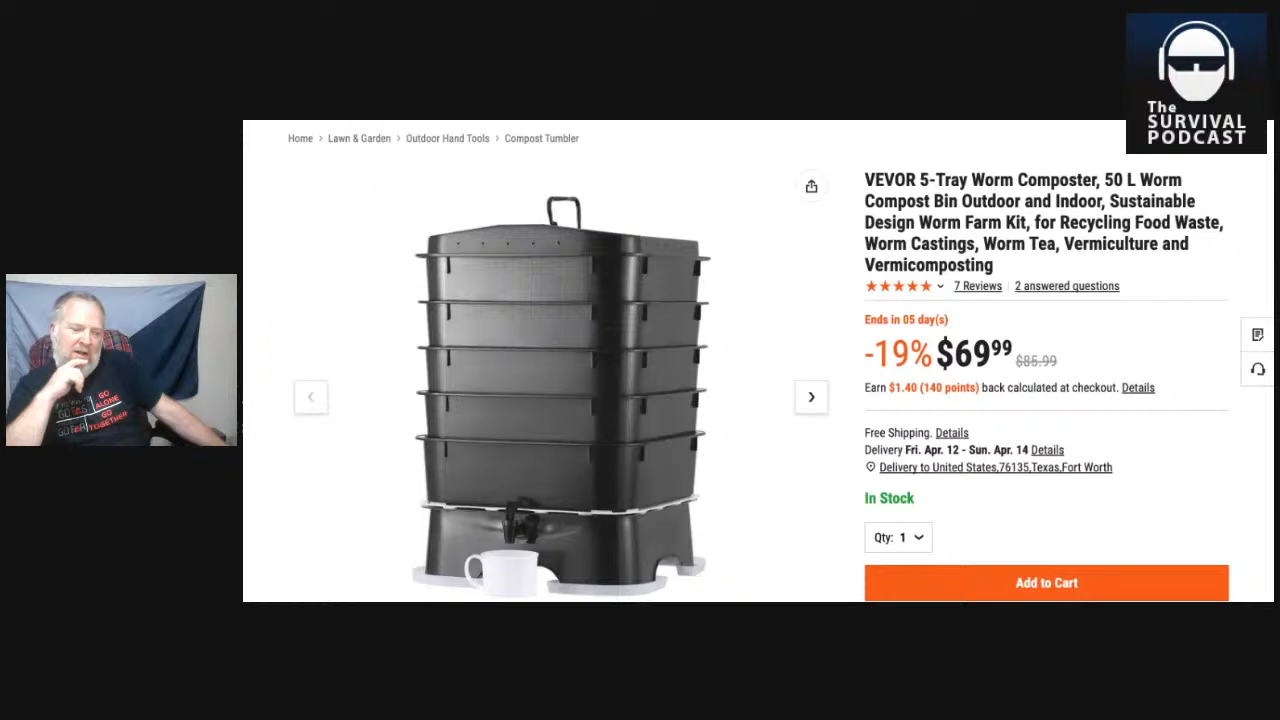 The
SURVIVAL
PODCAST
Home > Lawn & Garden > Outdoor Hand Tools > Compost Tumbler
VEVOR 5-Tray Worm Composter, 50 L Worm
Compost Bin Outdoor and Indoor, Sustainable
Design Worm Farm Kit, for Recycling Food Waste,
Worm Castings, Worm Tea, Vermiculture and
Vermicomposting
7 Reviews 2 answered questions
Ends in 05 day(s)
-19% $69.99 $85.99
Earn $1.40 (140 points) back calculated at checkout. Details
Free Shipping. Details
Delivery Fri. Apr. 12 - Sun. Apr. 14 Details
Delivery to United States,76135,Texas,Fort Worth
In Stock
Qty: 1
Add to Cart
GO
ALONE
GO
TOGETHER